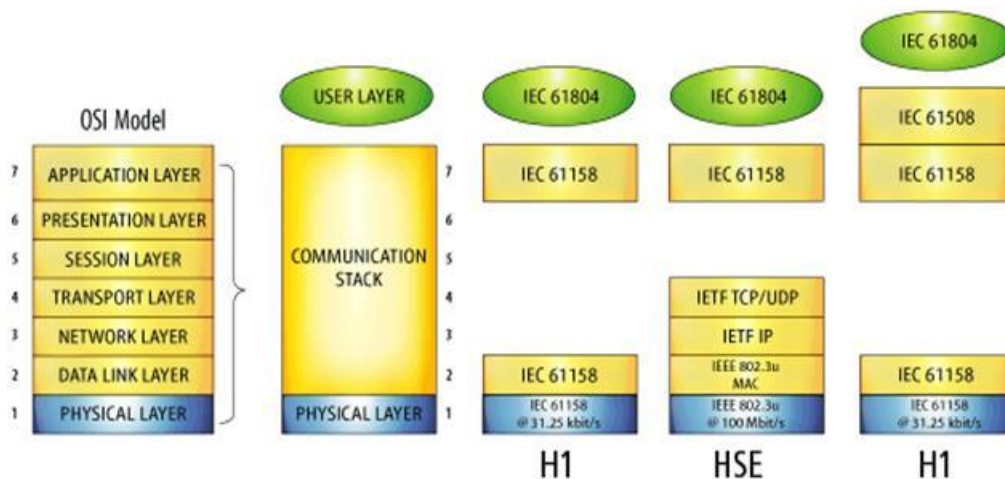 OSI Model
7
APPLICATION LAYER
6
PRESENTATION LAYER
5
SESSION LAYER
4
TRANSPORT LAYER
3
NETWORK LAYER
2
DATA LINK LAYER
1
PHYSICAL LAYER
USER LAYER
COMMUNICATION
STACK
PHYSICAL LAYER
7
6
5
4
3
2
1
IEC 61804
IEC 61158
IEC 61158
IEC 61158
@ 31.25 kbit/s
H1
IEC 61804
IEC 61158
IETF TCP/UDP
IETF IP
IEEE 802.3u
MAC
IEEE 802.3u
@ 100 Mbit/s
HSE
IEC 61804
IEC 61508
IEC 61158
IEC 61158
IEC 61158
@ 31.25 kbit/s
H1